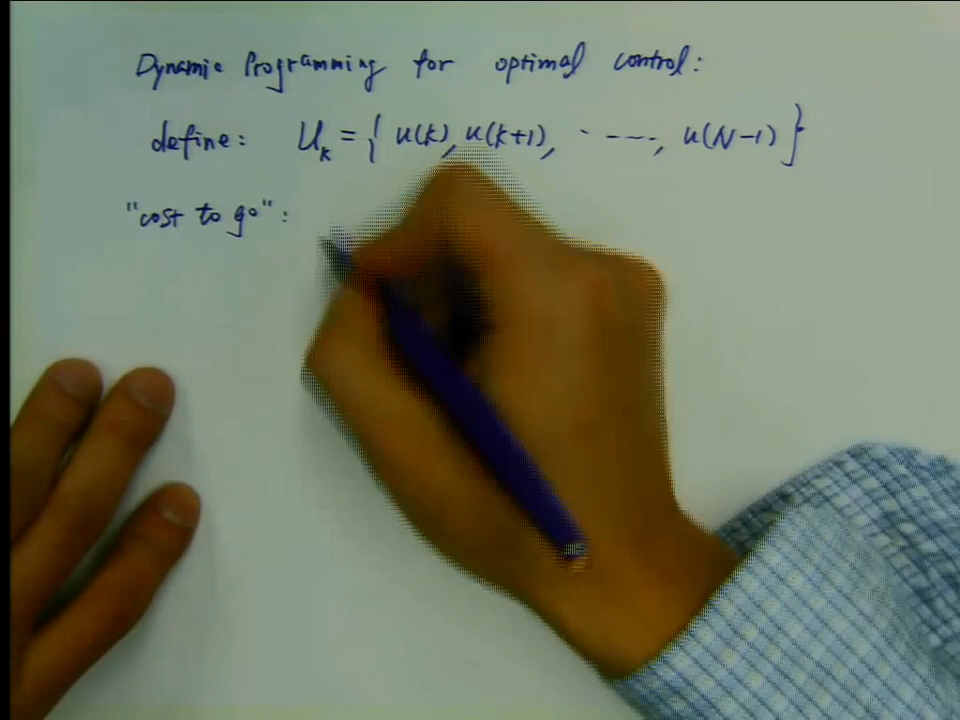 Dynamic Programming for optimal control:
define: U_k = { u(k), u(k+1), ·----, u(N-1) }
"cost to go":